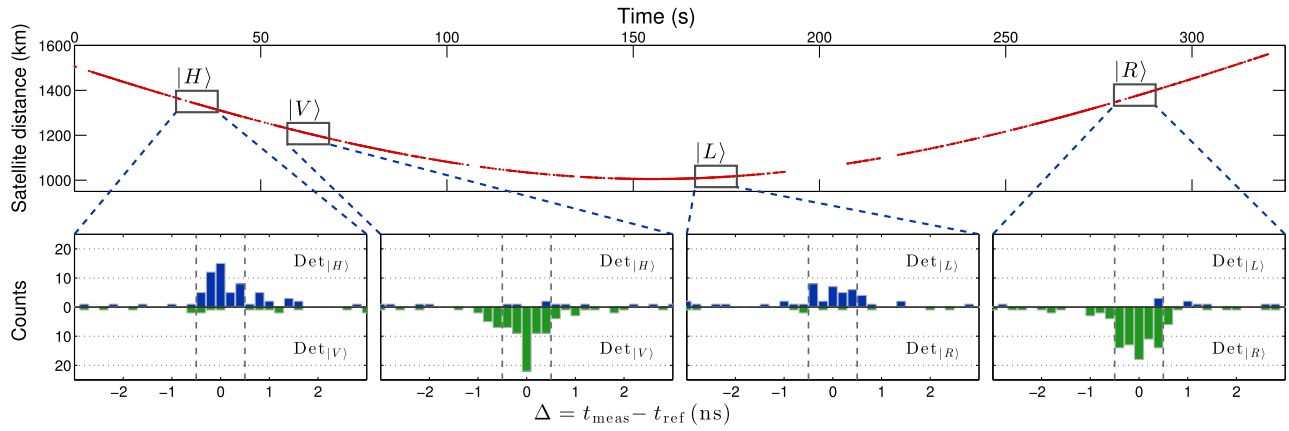 Time (s)
0 50 100 150 200 250 300
Satellite distance (km)
1600
1400
1200
1000
|H⟩
|V⟩
|L⟩
|R⟩
Counts
20
10
0
10
20
Det|H⟩
Det|V⟩
Det|H⟩
Det|V⟩
Det|L⟩
Det|R⟩
Det|L⟩
Det|R⟩
−2 −1 0 1 2
−2 −1 0 1 2
−2 −1 0 1 2
−2 −1 0 1 2
Δ = tmeas − tref (ns)